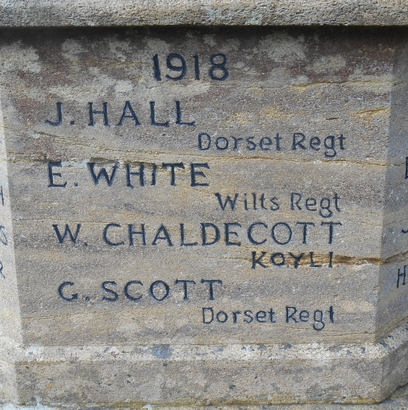 1918
J. HALL
Dorset Regt
E. WHITE
Wilts Regt
W. CHALDECOTT
KOYLI
G. SCOTT
Dorset Regt